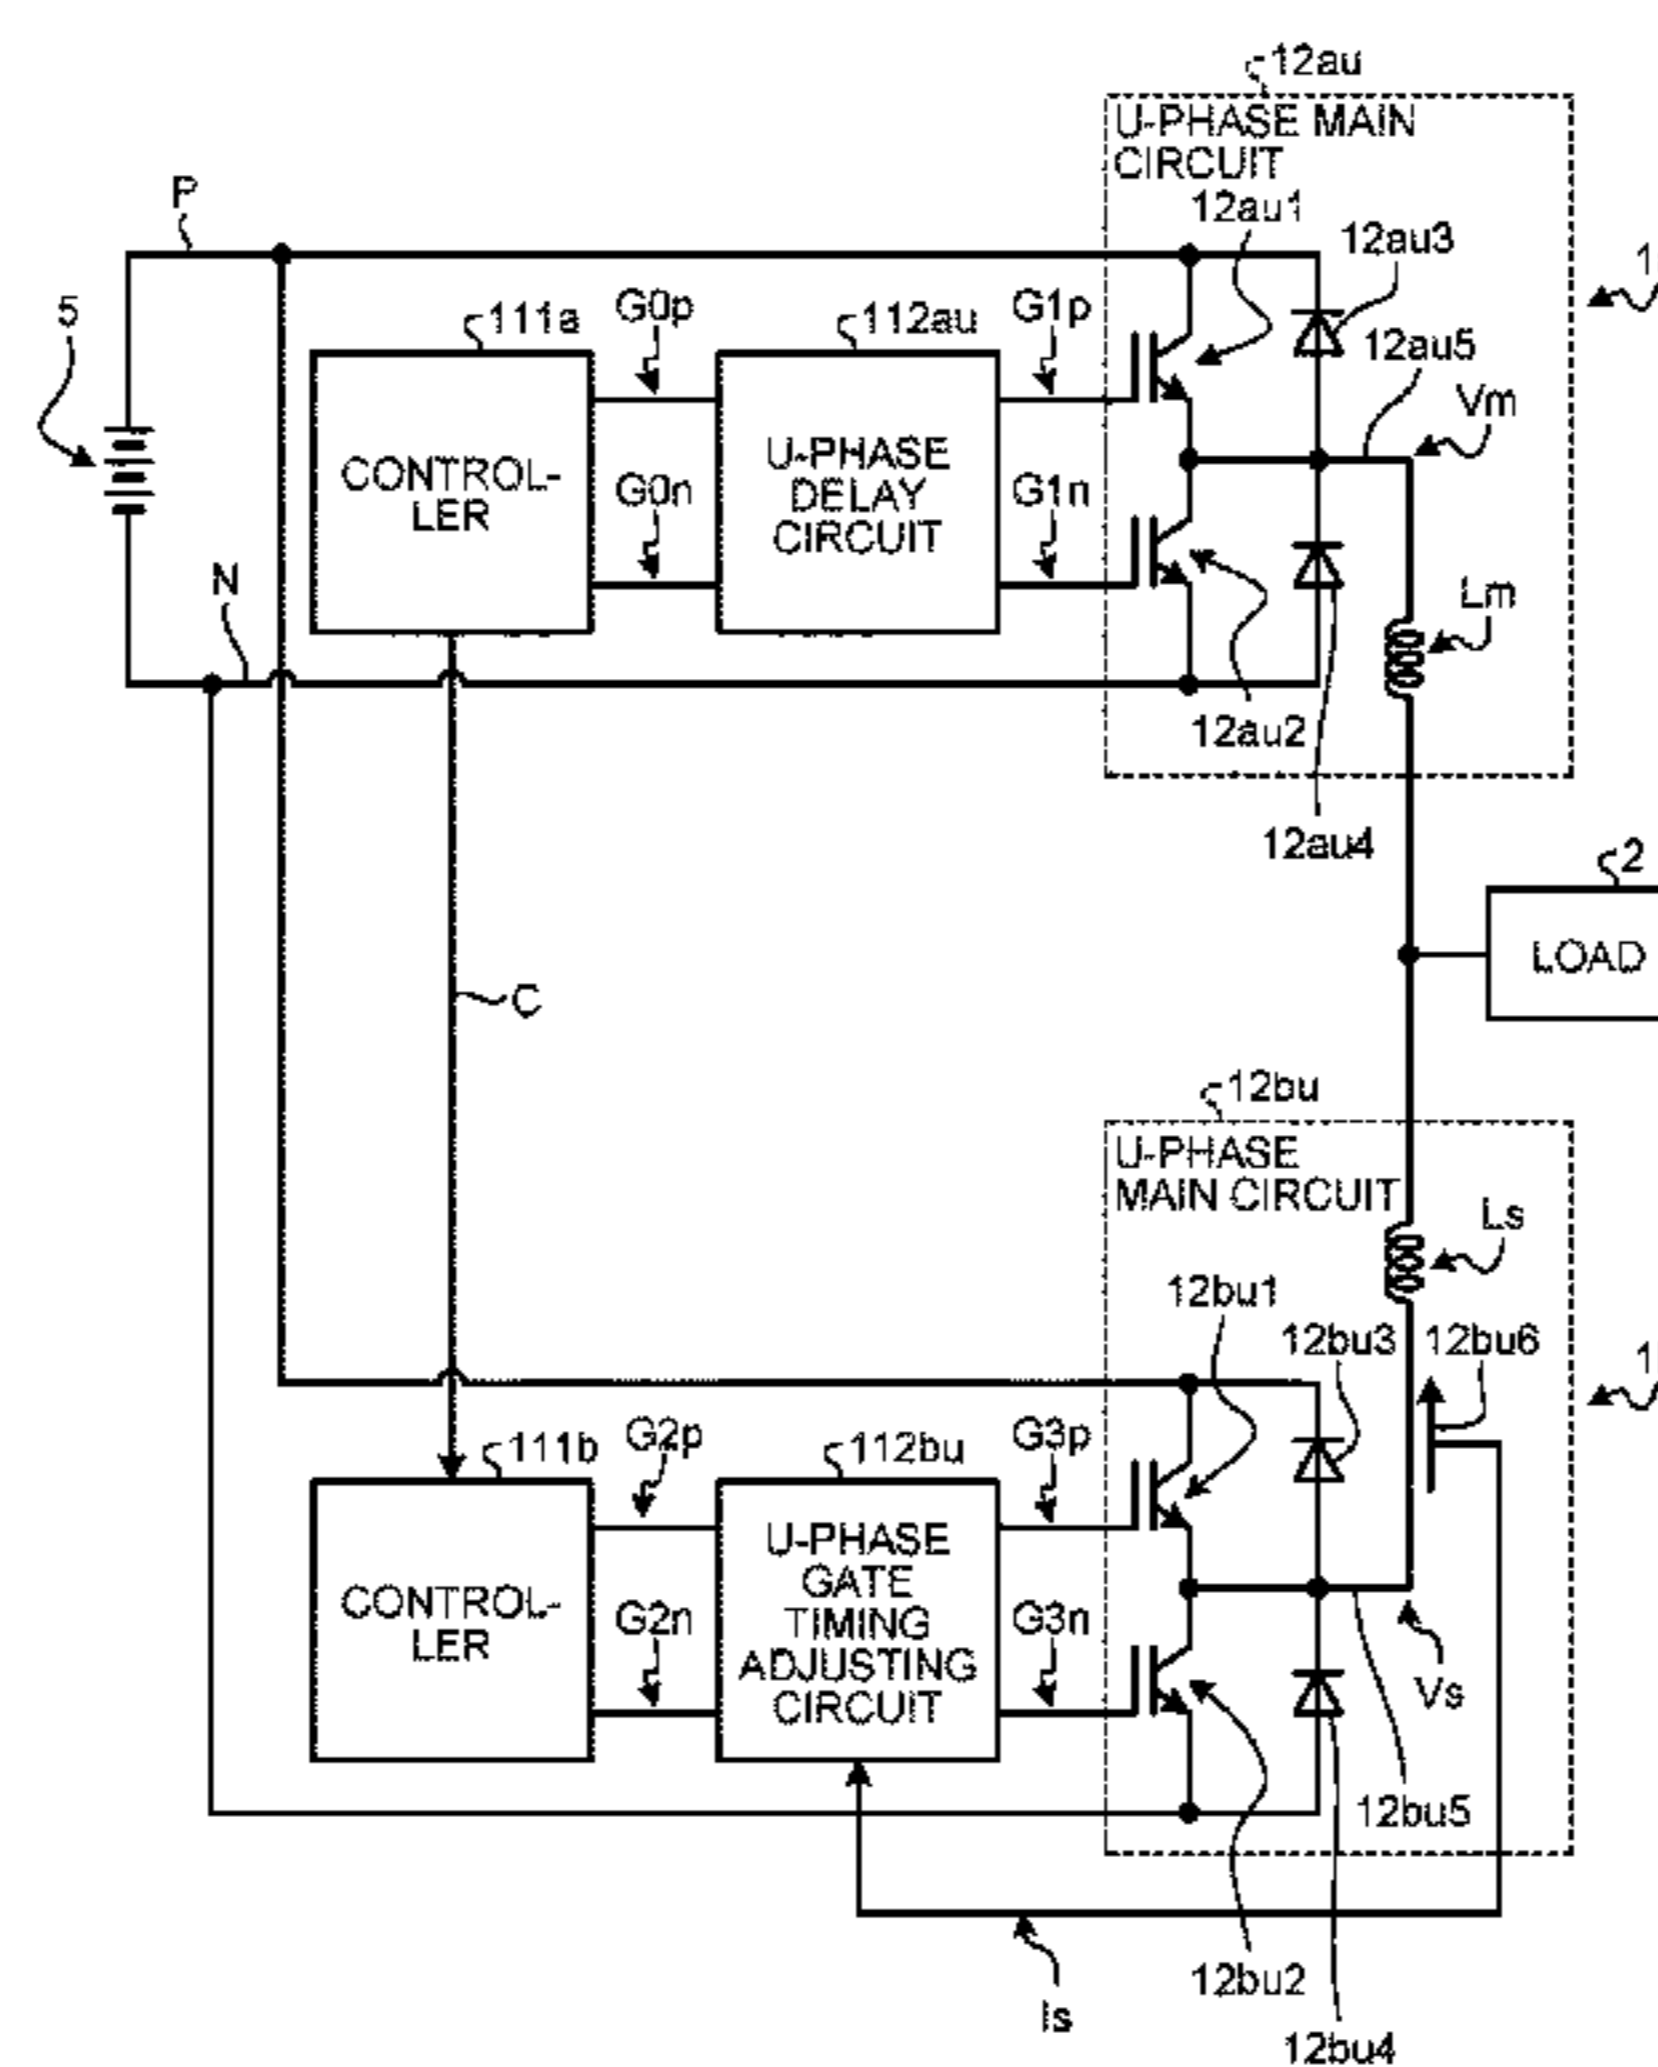 12au
U-PHASE MAIN
CIRCUIT
P
12au1
12au3
5
111a
G0p
112au
G1p
12au5
Vm
CONTROL-
LER
G0n
U-PHASE
DELAY
CIRCUIT
G1n
N
Lm
12au2
12au4
2
LOAD
C
12bu
U-PHASE
MAIN CIRCUIT
Ls
12bu1
12bu3
12bu6
111b
G2p
112bu
G3p
CONTROL-
LER
G2n
U-PHASE
GATE
TIMING
ADJUSTING
CIRCUIT
G3n
Vs
12bu5
12bu2
Is
12bu4